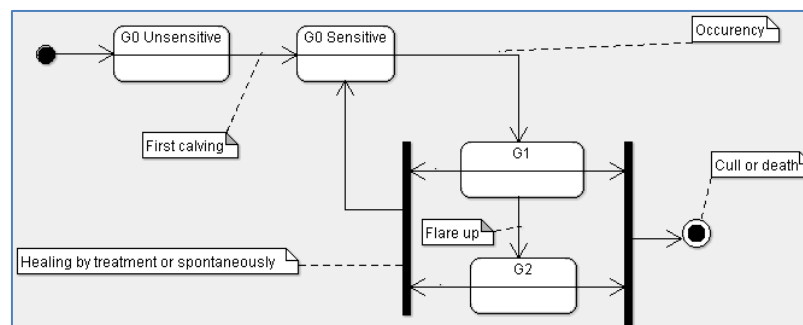 G0 Unsensitive
G0 Sensitive
Occurency
First calving
G1
Cull or death
Flare up
Healing by treatment or spontaneously
G2